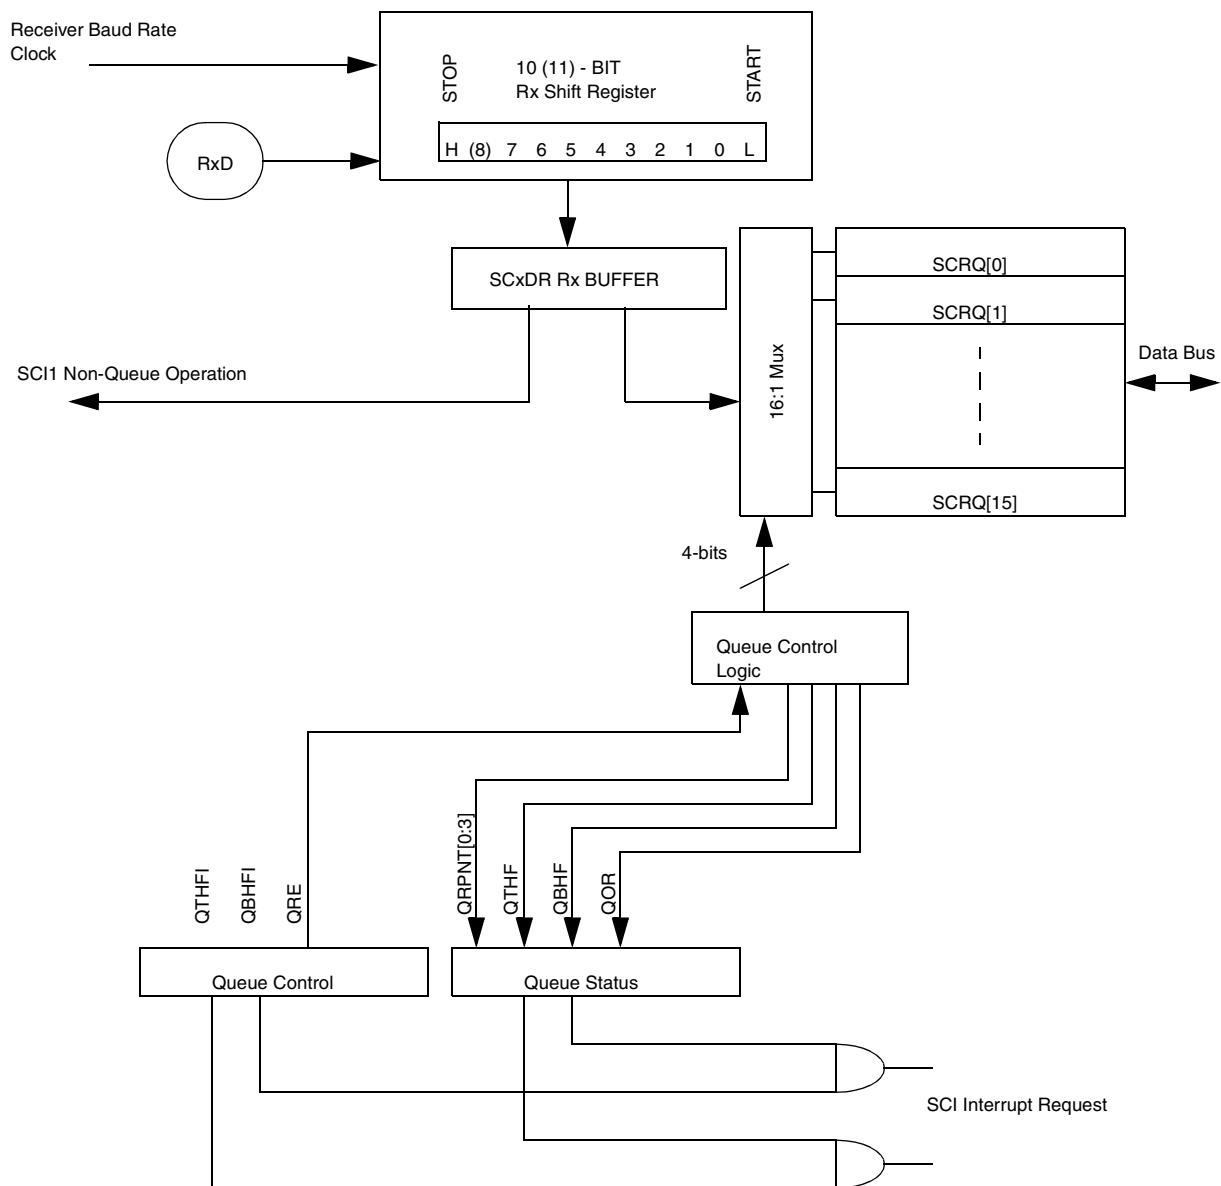 Receiver Baud Rate
Clock
STOP
10 (11) - BIT
Rx Shift Register
START
H (8) 7 6 5 4 3 2 1 0 L
RxD
SCxDR Rx BUFFER
SCI1 Non-Queue Operation
16:1 Mux
SCRQ[0]
SCRQ[1]
SCRQ[15]
Data Bus
4-bits
Queue Control
Logic
QTHFI
QBHFI
QRE
QRPNT[0:3]
QTHF
QBHF
QOR
Queue Control
Queue Status
SCI Interrupt Request